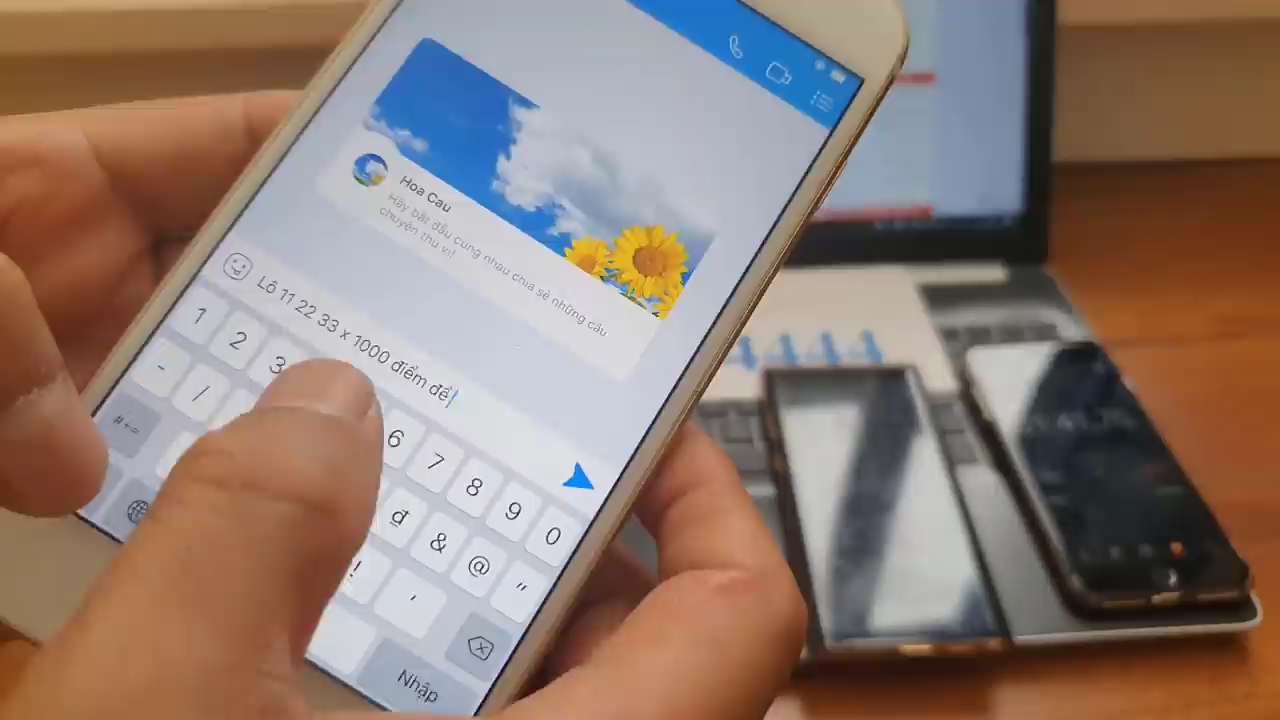 Hoa Cau
Hãy bắt đầu cùng nhau chia sẻ những câu
chuyện thú vị!
Lô 11 22 33 x 1000 điểm đề
1
2
3
6
7
8
9
0
-
/
đ
&
@
"
#+=
!
'
Nhập